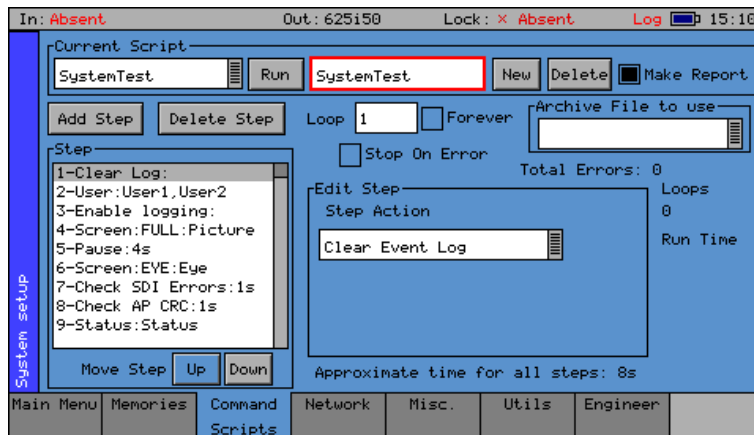 In: Absent Out: 625i50 Lock: × Absent Log 15:10
Current Script
SystemTest Run SystemTest New Delete Make Report
Add Step Delete Step Loop 1 Forever Archive File to use
Stop On Error
Step Total Errors: 0
1-Clear Log: Edit Step Loops
2-User:User1,User2 Step Action 0
3-Enable logging:
4-Screen:FULL:Picture Clear Event Log Run Time
5-Pause:4s
6-Screen:EYE:Eye
7-Check SDI Errors:1s
8-Check AP CRC:1s
9-Status:Status
System setup
Move Step Up Down Approximate time for all steps: 8s
Main Menu Memories Command Scripts Network Misc. Utils Engineer